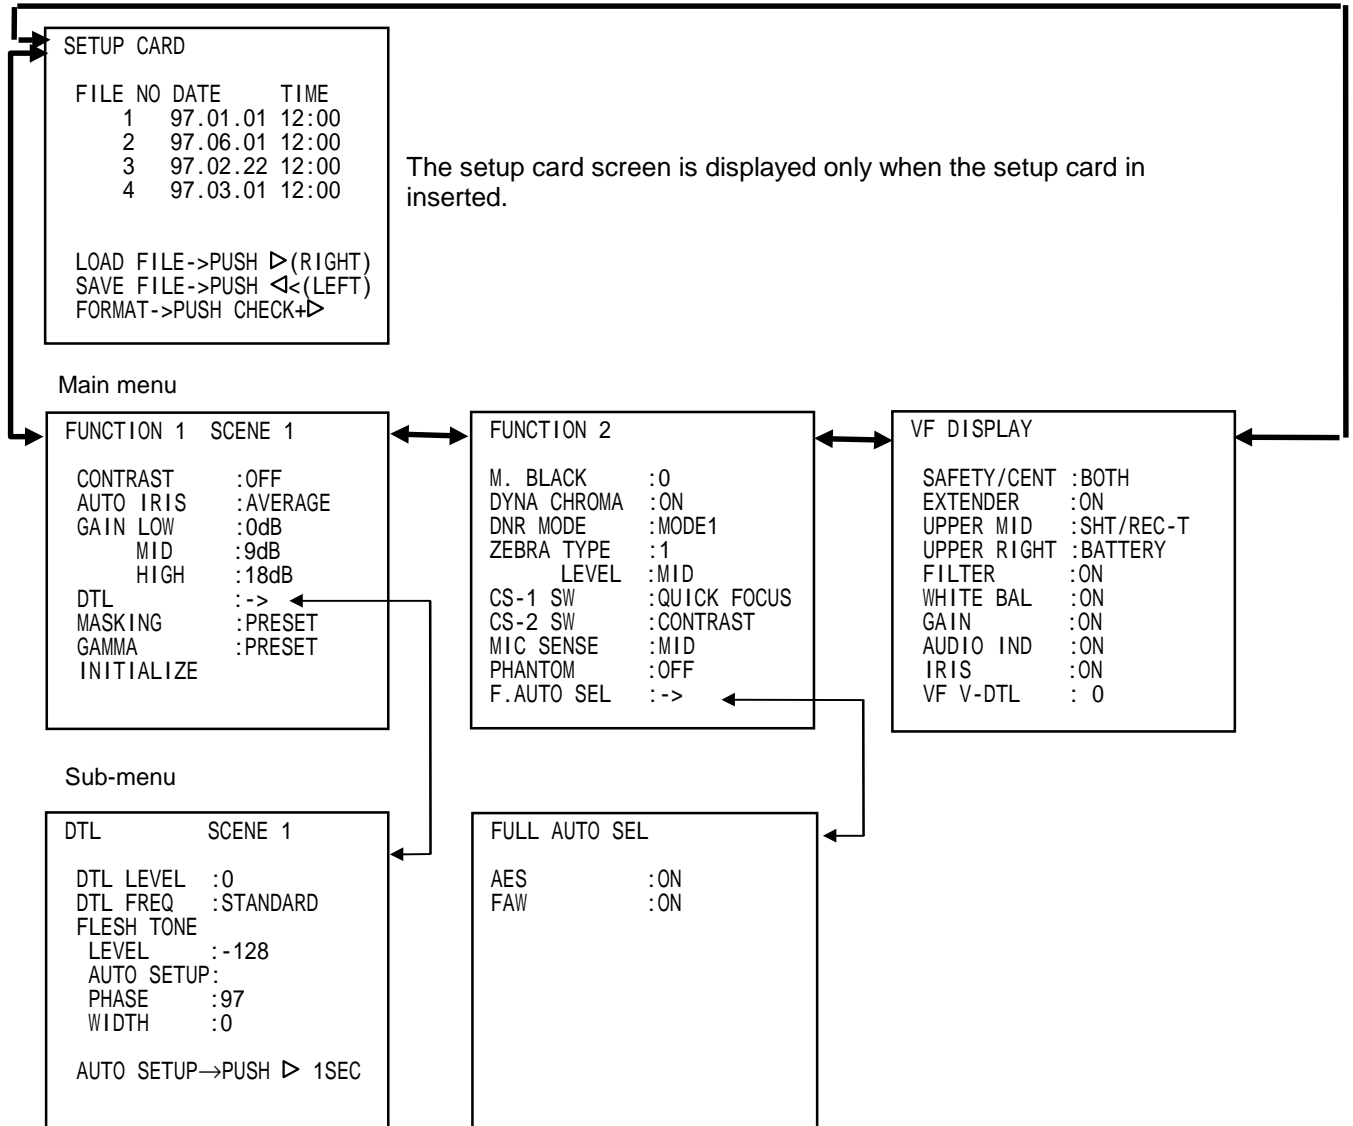 SETUP CARD
FILE NO DATE TIME
1 97.01.01 12:00
2 97.06.01 12:00
3 97.02.22 12:00
4 97.03.01 12:00
LOAD FILE->PUSH ▷(RIGHT)
SAVE FILE->PUSH ◁<(LEFT)
FORMAT->PUSH CHECK+▷
The setup card screen is displayed only when the setup card in
inserted.
Main menu
FUNCTION 1 SCENE 1
CONTRAST :OFF
AUTO IRIS :AVERAGE
GAIN LOW :0dB
MID :9dB
HIGH :18dB
DTL :->
MASKING :PRESET
GAMMA :PRESET
INITIALIZE
FUNCTION 2
M. BLACK :0
DYNA CHROMA :ON
DNR MODE :MODE1
ZEBRA TYPE :1
LEVEL :MID
CS-1 SW :QUICK FOCUS
CS-2 SW :CONTRAST
MIC SENSE :MID
PHANTOM :OFF
F.AUTO SEL :->
VF DISPLAY
SAFETY/CENT :BOTH
EXTENDER :ON
UPPER MID :SHT/REC-T
UPPER RIGHT :BATTERY
FILTER :ON
WHITE BAL :ON
GAIN :ON
AUDIO IND :ON
IRIS :ON
VF V-DTL : 0
Sub-menu
DTL SCENE 1
DTL LEVEL :0
DTL FREQ :STANDARD
FLESH TONE
LEVEL :-128
AUTO SETUP:
PHASE :97
WIDTH :0
AUTO SETUP→PUSH ▷ 1SEC
FULL AUTO SEL
AES :ON
FAW :ON